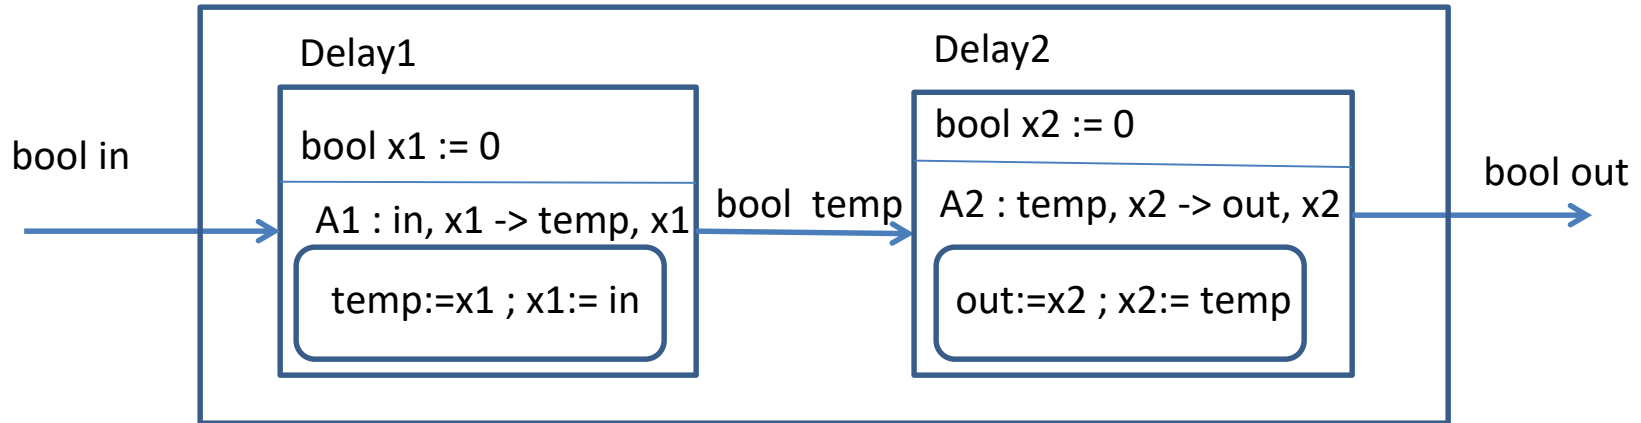 Delay1
Delay2
bool in
bool x1 := 0
bool x2 := 0
bool out
A1 : in, x1 -> temp, x1
bool temp
A2 : temp, x2 -> out, x2
temp:=x1 ; x1:= in
out:=x2 ; x2:= temp